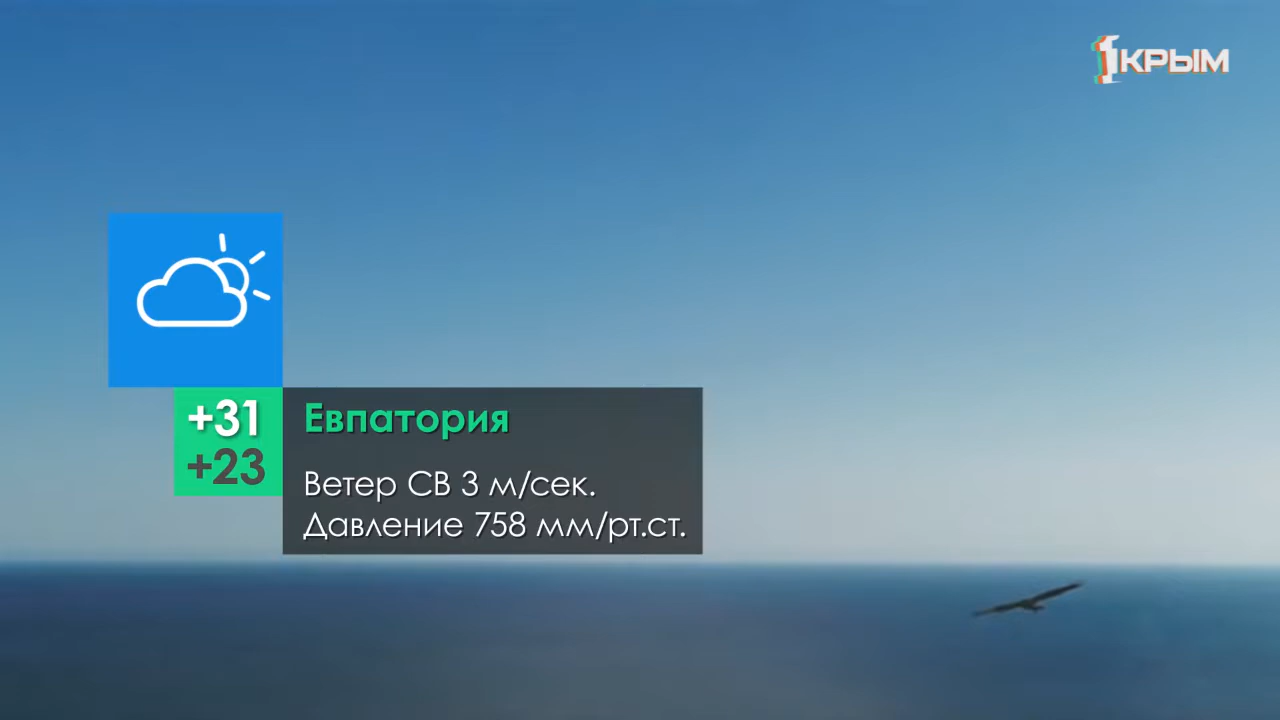 1КРЫМ
+31
+23
Евпатория
Ветер СВ 3 м/сек.
Давление 758 мм/рт.ст.